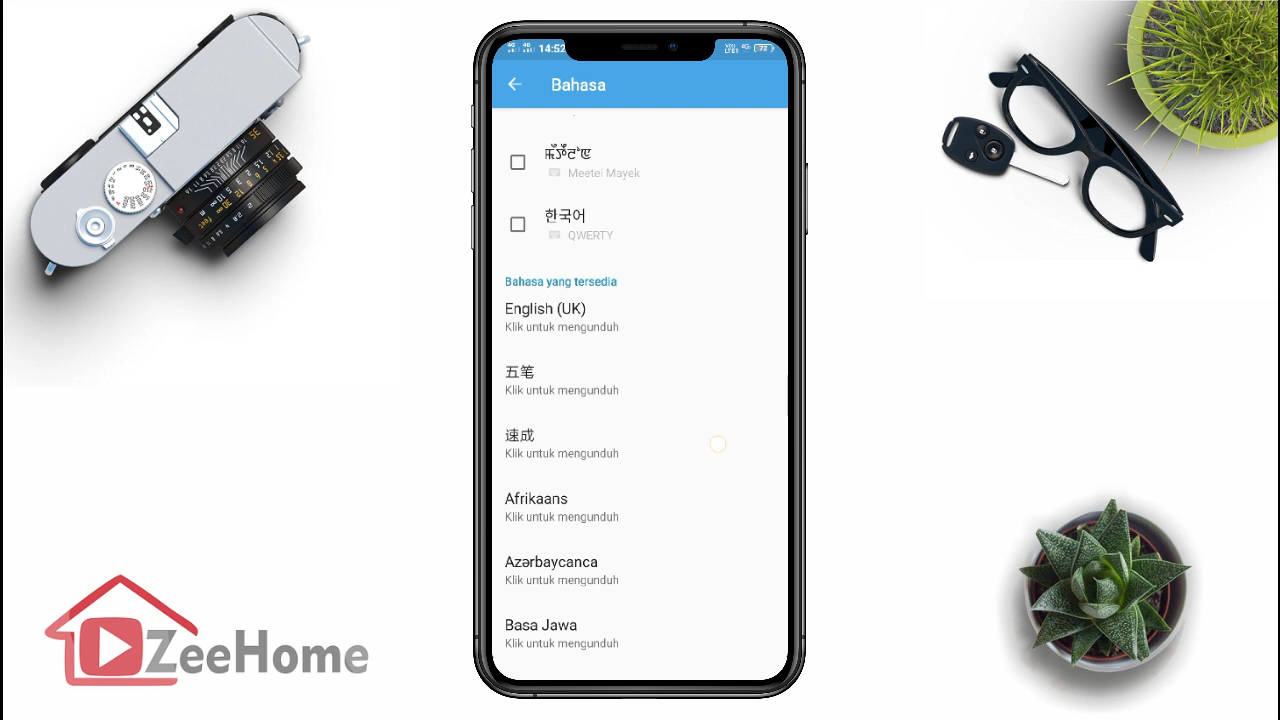 14:52
72
Bahasa
Meetei Mayek
한국어
QWERTY
Bahasa yang tersedia
English (UK)
Klik untuk mengunduh
五笔
Klik untuk mengunduh
速成
Klik untuk mengunduh
Afrikaans
Klik untuk mengunduh
Azərbaycanca
Klik untuk mengunduh
Basa Jawa
Klik untuk mengunduh
ZeeHome